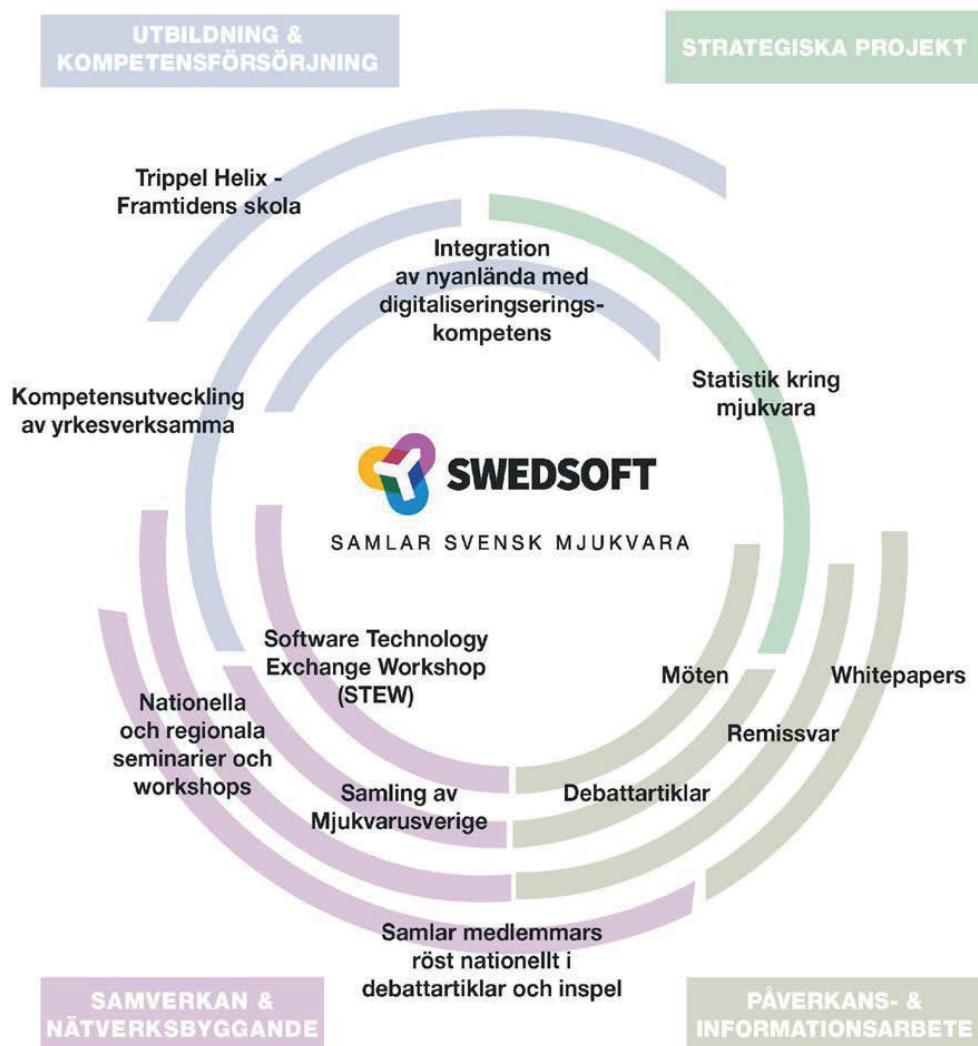 UTBILDNING &
KOMPETENSFÖRSÖRJNING
STRATEGISKA PROJEKT
Trippel Helix -
Framtidens skola
Integration
av nyanlända med
digitaliseringserings-
kompetens
Kompetensutveckling
av yrkesverksamma
Statistik kring
mjukvara
SWEDSOFT
SAMLAR SVENSK MJUKVARA
Software Technology
Exchange Workshop
(STEW)
Möten
Whitepapers
Nationella
och regionala
seminarier och
workshops
Remissvar
Samling av
Mjukvarusverige
Debattartiklar
Samlar medlemmars
röst nationellt i
debattartiklar och inspel
SAMVERKAN &
NÄTVERKSBYGGANDE
PÅVERKANS- &
INFORMATIONSARBETE